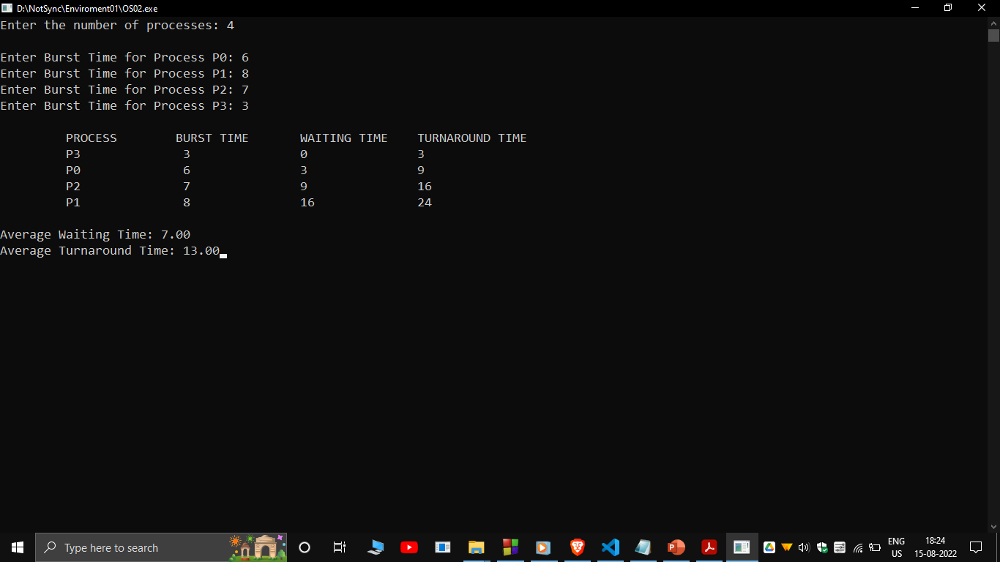 D:\NotSync\Enviroment01\OS02.exe
Enter the number of processes: 4
Enter Burst Time for Process P0: 6
Enter Burst Time for Process P1: 8
Enter Burst Time for Process P2: 7
Enter Burst Time for Process P3: 3
PROCESS BURST TIME WAITING TIME TURNAROUND TIME
P3 3 0 3
P0 6 3 9
P2 7 9 16
P1 8 16 24
Average Waiting Time: 7.00
Average Turnaround Time: 13.00
Type here to search
ENG
US
18:24
15-08-2022